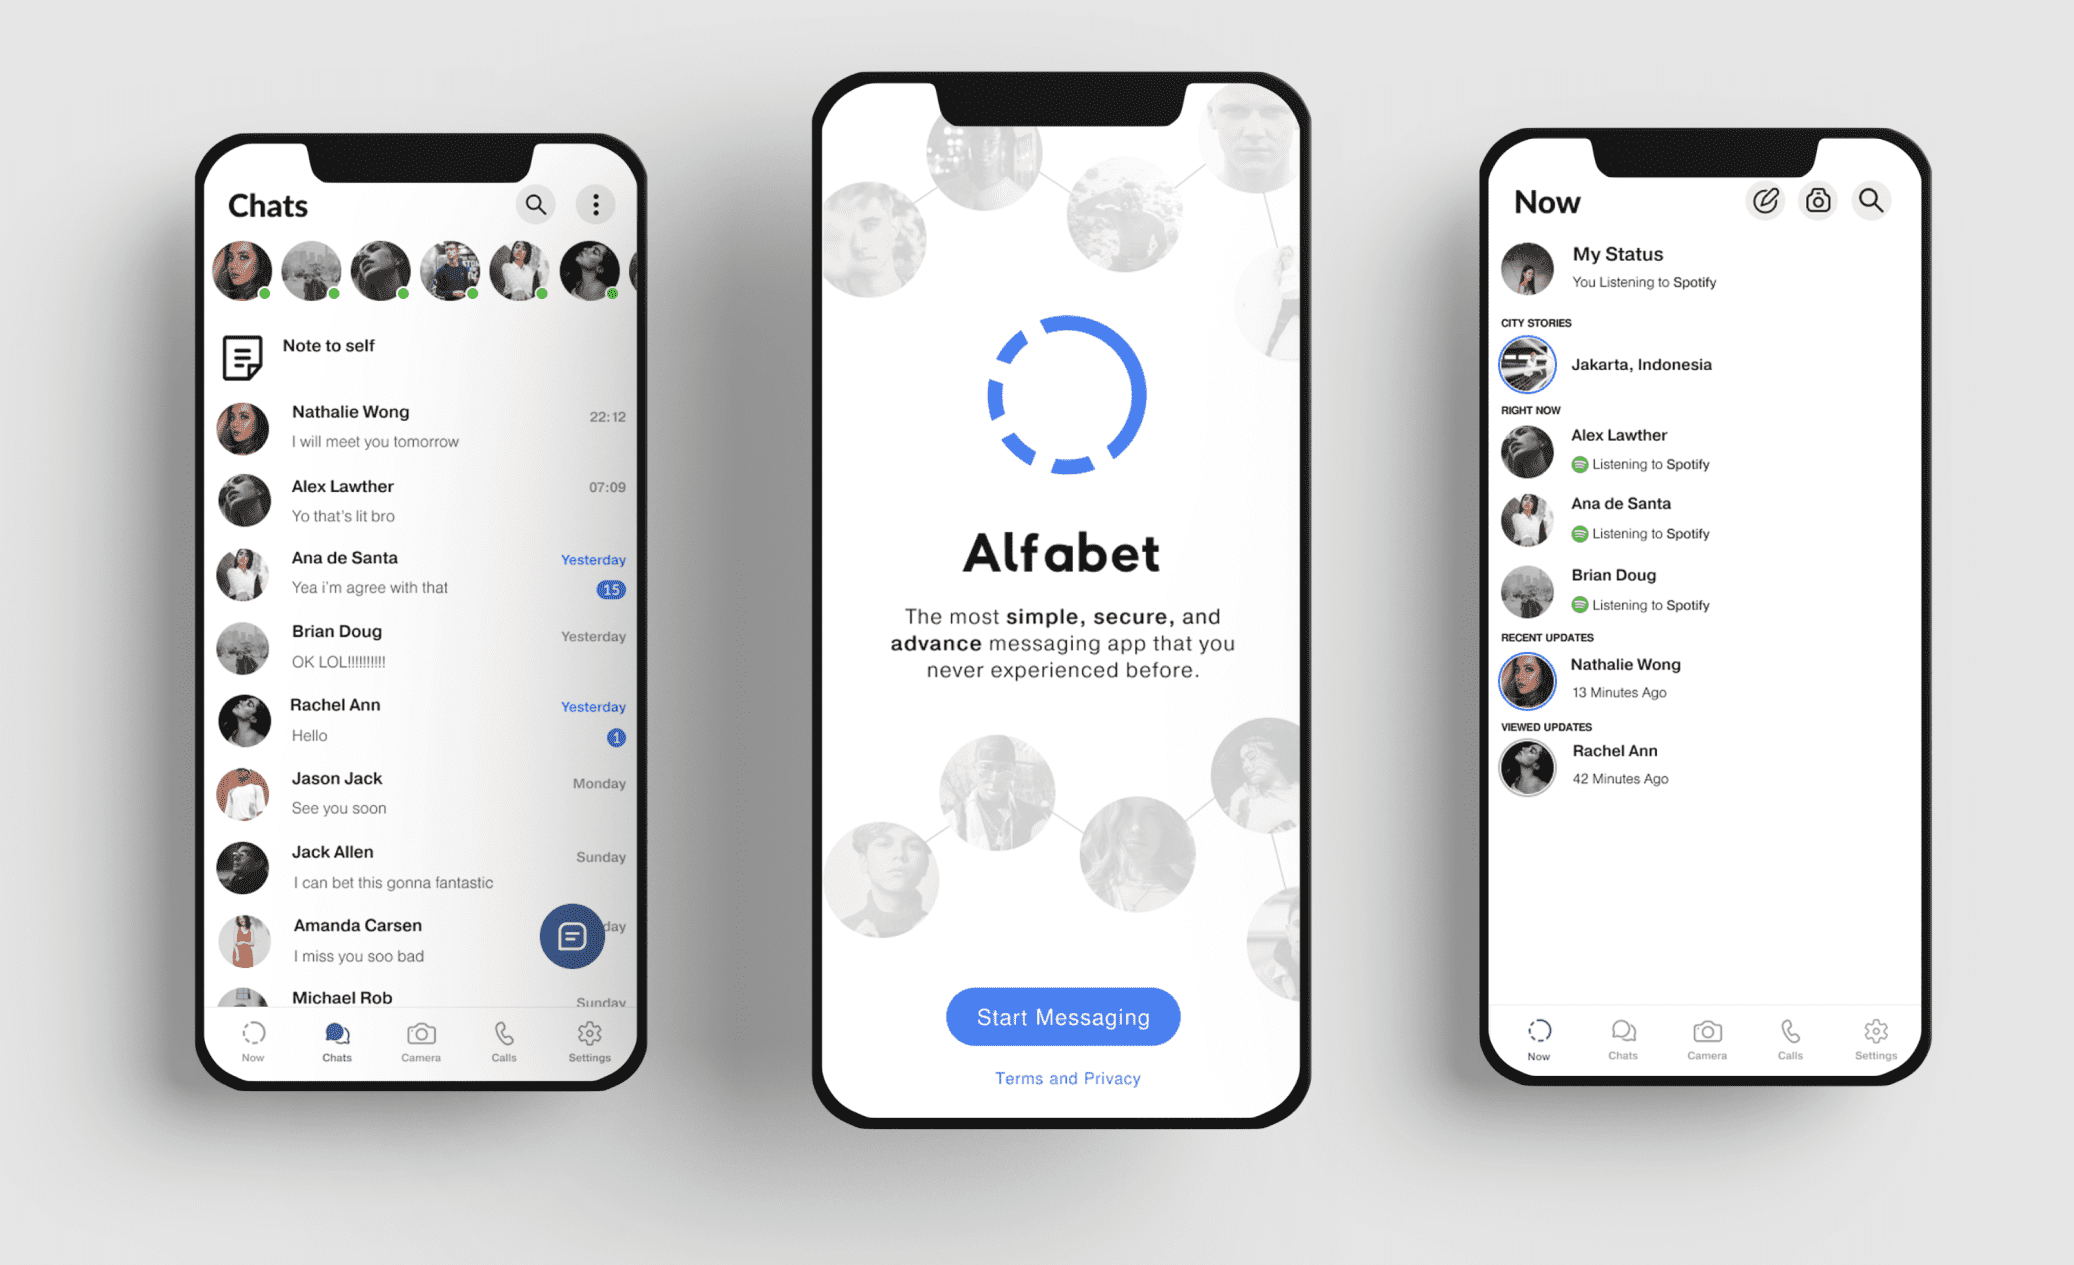 Chats
Note to self
Nathalie Wong
22:12
I will meet you tomorrow
Alex Lawther
07:09
Yo that's lit bro
Ana de Santa
Yesterday
Yea i'm agree with that
15
Brian Doug
Yesterday
OK LOL!!!!!!!!!!
Rachel Ann
Yesterday
Hello
1
Jason Jack
Monday
See you soon
Jack Allen
Sunday
I can bet this gonna fantastic
Amanda Carsen
day
I miss you soo bad
Michael Rob
Sunday
Now
Chats
Camera
Calls
Settings
Alfabet
The most simple, secure, and
advance messaging app that you
never experienced before.
Start Messaging
Terms and Privacy
Now
My Status
You Listening to Spotify
CITY STORIES
Jakarta, Indonesia
RIGHT NOW
Alex Lawther
Listening to Spotify
Ana de Santa
Listening to Spotify
Brian Doug
Listening to Spotify
RECENT UPDATES
Nathalie Wong
13 Minutes Ago
VIEWED UPDATES
Rachel Ann
42 Minutes Ago
Now
Chats
Camera
Calls
Settings